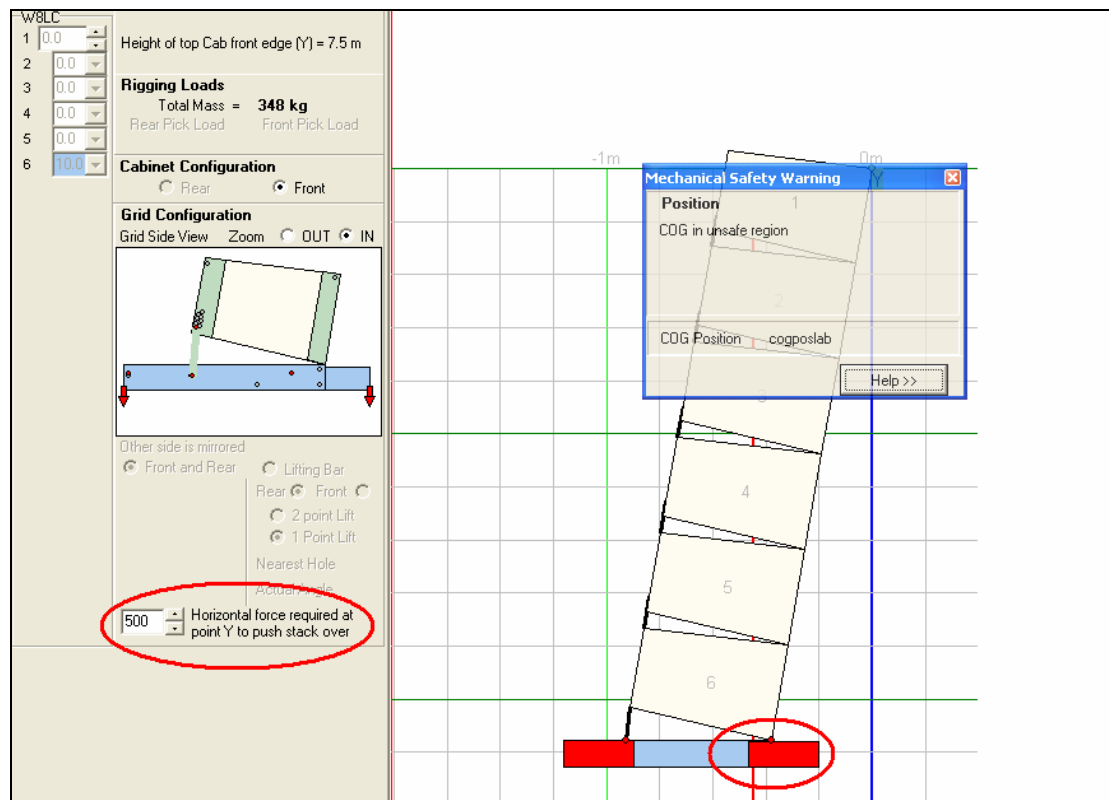 W8LC
1 0.0
2 0.0
3 0.0
4 0.0
5 0.0
6 10.0
Height of top Cab front edge (Y) = 7.5 m
Rigging Loads
Total Mass = 348 kg
Rear Pick Load Front Pick Load
Cabinet Configuration
Rear Front
Grid Configuration
Grid Side View Zoom OUT IN
Other side is mirrored
Front and Rear Lifting Bar
Rear Front
2 point Lift
1 Point Lift
Nearest Hole
Actual Angle
500 Horizontal force required at
point Y to push stack over
-1m 0m
Y
Mechanical Safety Warning
Position
COG in unsafe region
COG Position cogposlab
Help >>
1
2
3
4
5
6